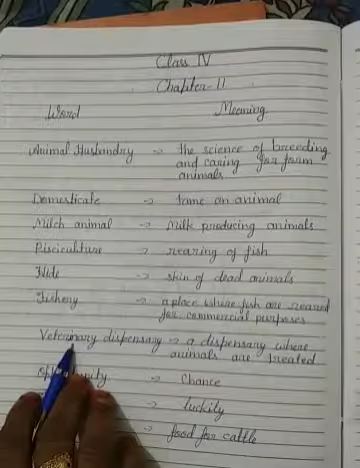 Class IV
Chapter-11
Word Meaning
Animal Husbandry → the science of breeding
and caring for farm
animals
Domesticate → tame an animal
Milch animal → Milk producing animals
Pisciculture → rearing of fish
Hide → skin of dead animals
Fishery → a place where fish are reared
for commercial purposes
Veterinary dispensary → a dispensary where
animals are treated
→ Chance
→ luckily
→ food for cattle